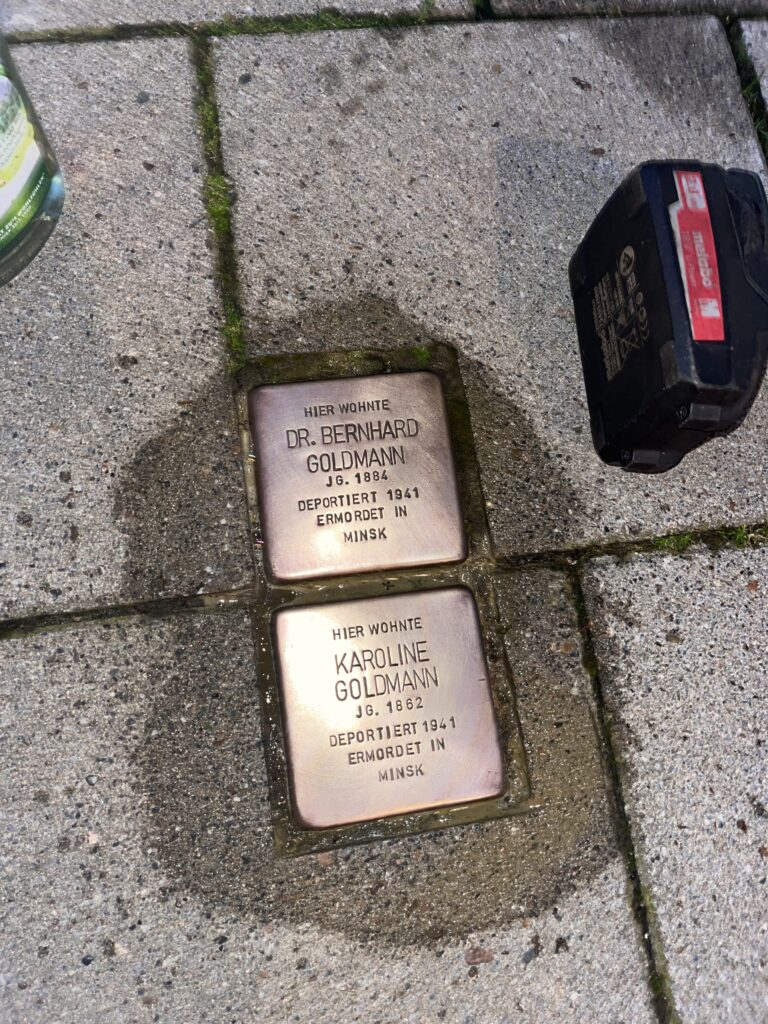 HIER WOHNTE
DR. BERNHARD
GOLDMANN
JG. 1884
DEPORTIERT 1941
ERMORDET IN
MINSK
HIER WOHNTE
KAROLINE
GOLDMANN
JG. 1862
DEPORTIERT 1941
ERMORDET IN
MINSK
metabo